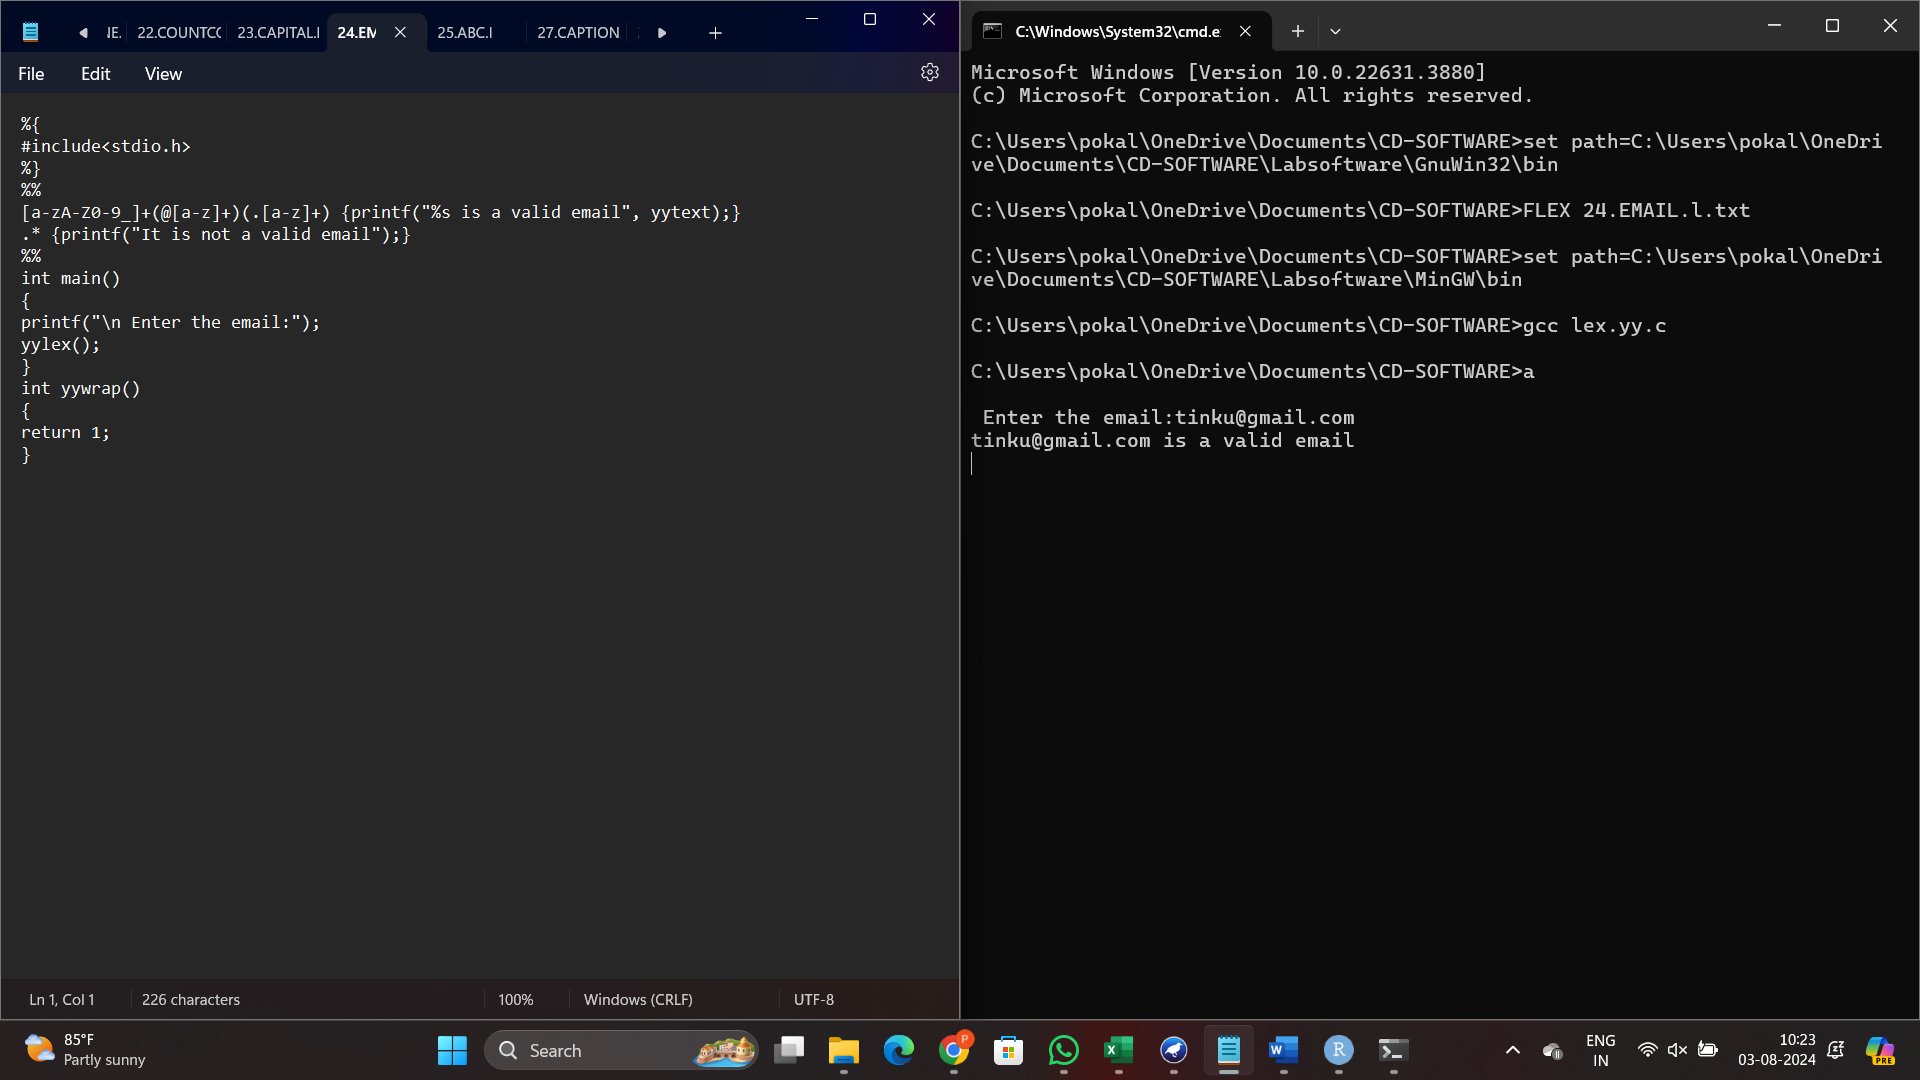 IE. 22.COUNTCC 23.CAPITAL.I 24.EM 25.ABC.I 27.CAPTION
File Edit View
%{
#include<stdio.h>
%}
%%
[a-zA-Z0-9_]+(@[a-z]+)(.[a-z]+) {printf("%s is a valid email", yytext);}
.* {printf("It is not a valid email");}
%%
int main()
{
printf("\n Enter the email:");
yylex();
}
int yywrap()
{
return 1;
}
Ln 1, Col 1 226 characters 100% Windows (CRLF) UTF-8
C:\Windows\System32\cmd.e
Microsoft Windows [Version 10.0.22631.3880]
(c) Microsoft Corporation. All rights reserved.
C:\Users\pokal\OneDrive\Documents\CD-SOFTWARE>set path=C:\Users\pokal\OneDri
ve\Documents\CD-SOFTWARE\Labsoftware\GnuWin32\bin
C:\Users\pokal\OneDrive\Documents\CD-SOFTWARE>FLEX 24.EMAIL.l.txt
C:\Users\pokal\OneDrive\Documents\CD-SOFTWARE>set path=C:\Users\pokal\OneDri
ve\Documents\CD-SOFTWARE\Labsoftware\MinGW\bin
C:\Users\pokal\OneDrive\Documents\CD-SOFTWARE>gcc lex.yy.c
C:\Users\pokal\OneDrive\Documents\CD-SOFTWARE>a
Enter the email:tinku@gmail.com
tinku@gmail.com is a valid email
85°F
Partly sunny
Search
P
X
W
R
ENG
IN
10:23
03-08-2024
PRE